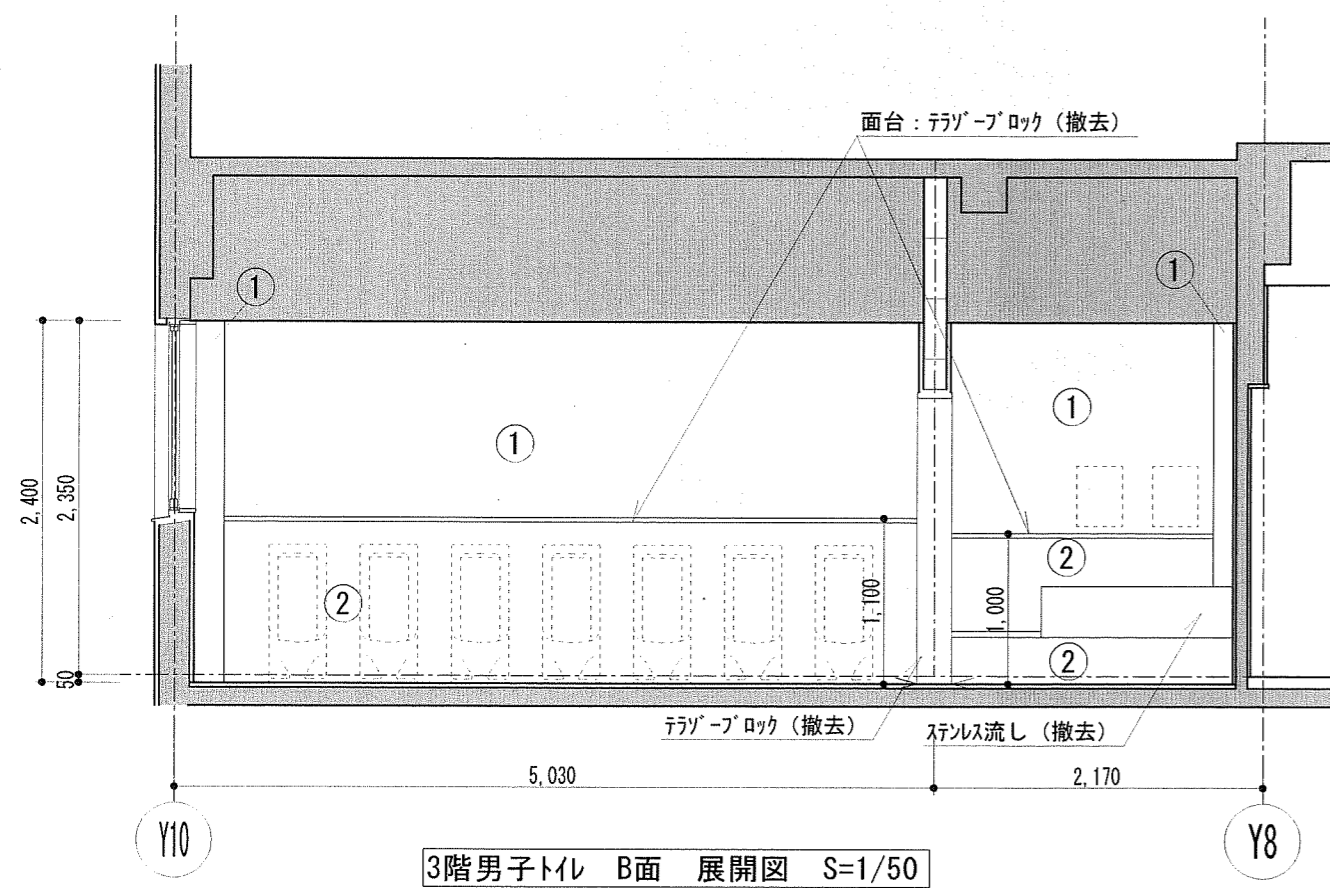 面台：テラゾーブロック（撤去）
①
①
①
①
2,400
2,350
50
②
1,100
②
1,000
②
テラゾーブロック（撤去）
ステンレス流し（撤去）
5,030
2,170
Y10
Y8
3階男子トイレ　B面　展開図　S=1/50